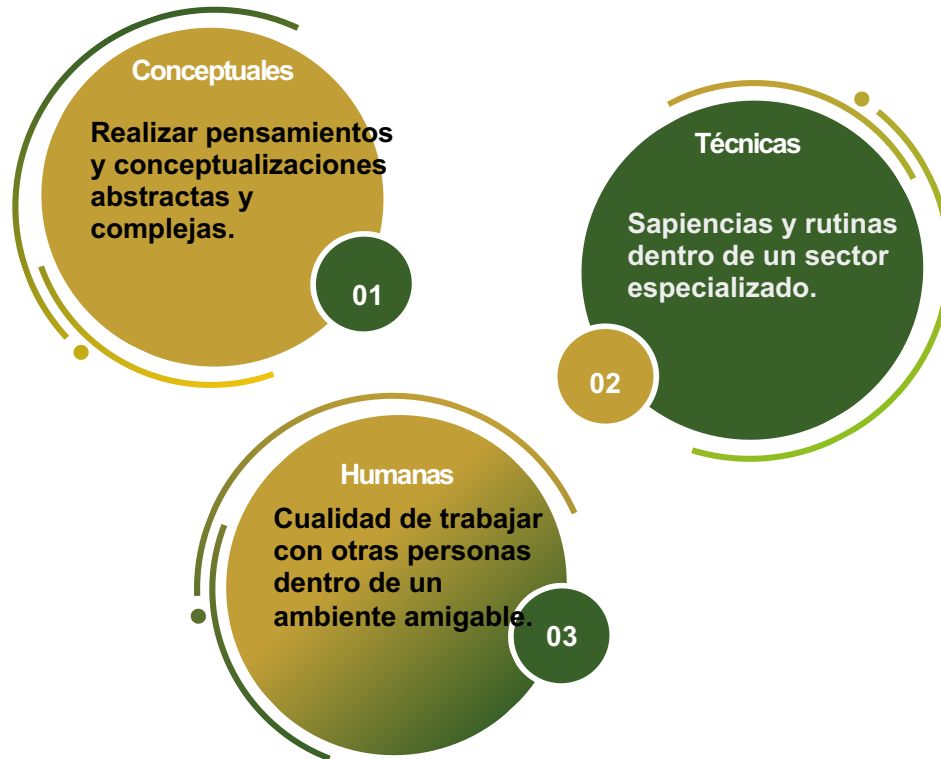 Conceptuales
Realizar pensamientos
y conceptualizaciones
abstractas y
complejas.
01
Técnicas
Sapiencias y rutinas
dentro de un sector
especializado.
02
Humanas
Cualidad de trabajar
con otras personas
dentro de un
ambiente amigable.
03